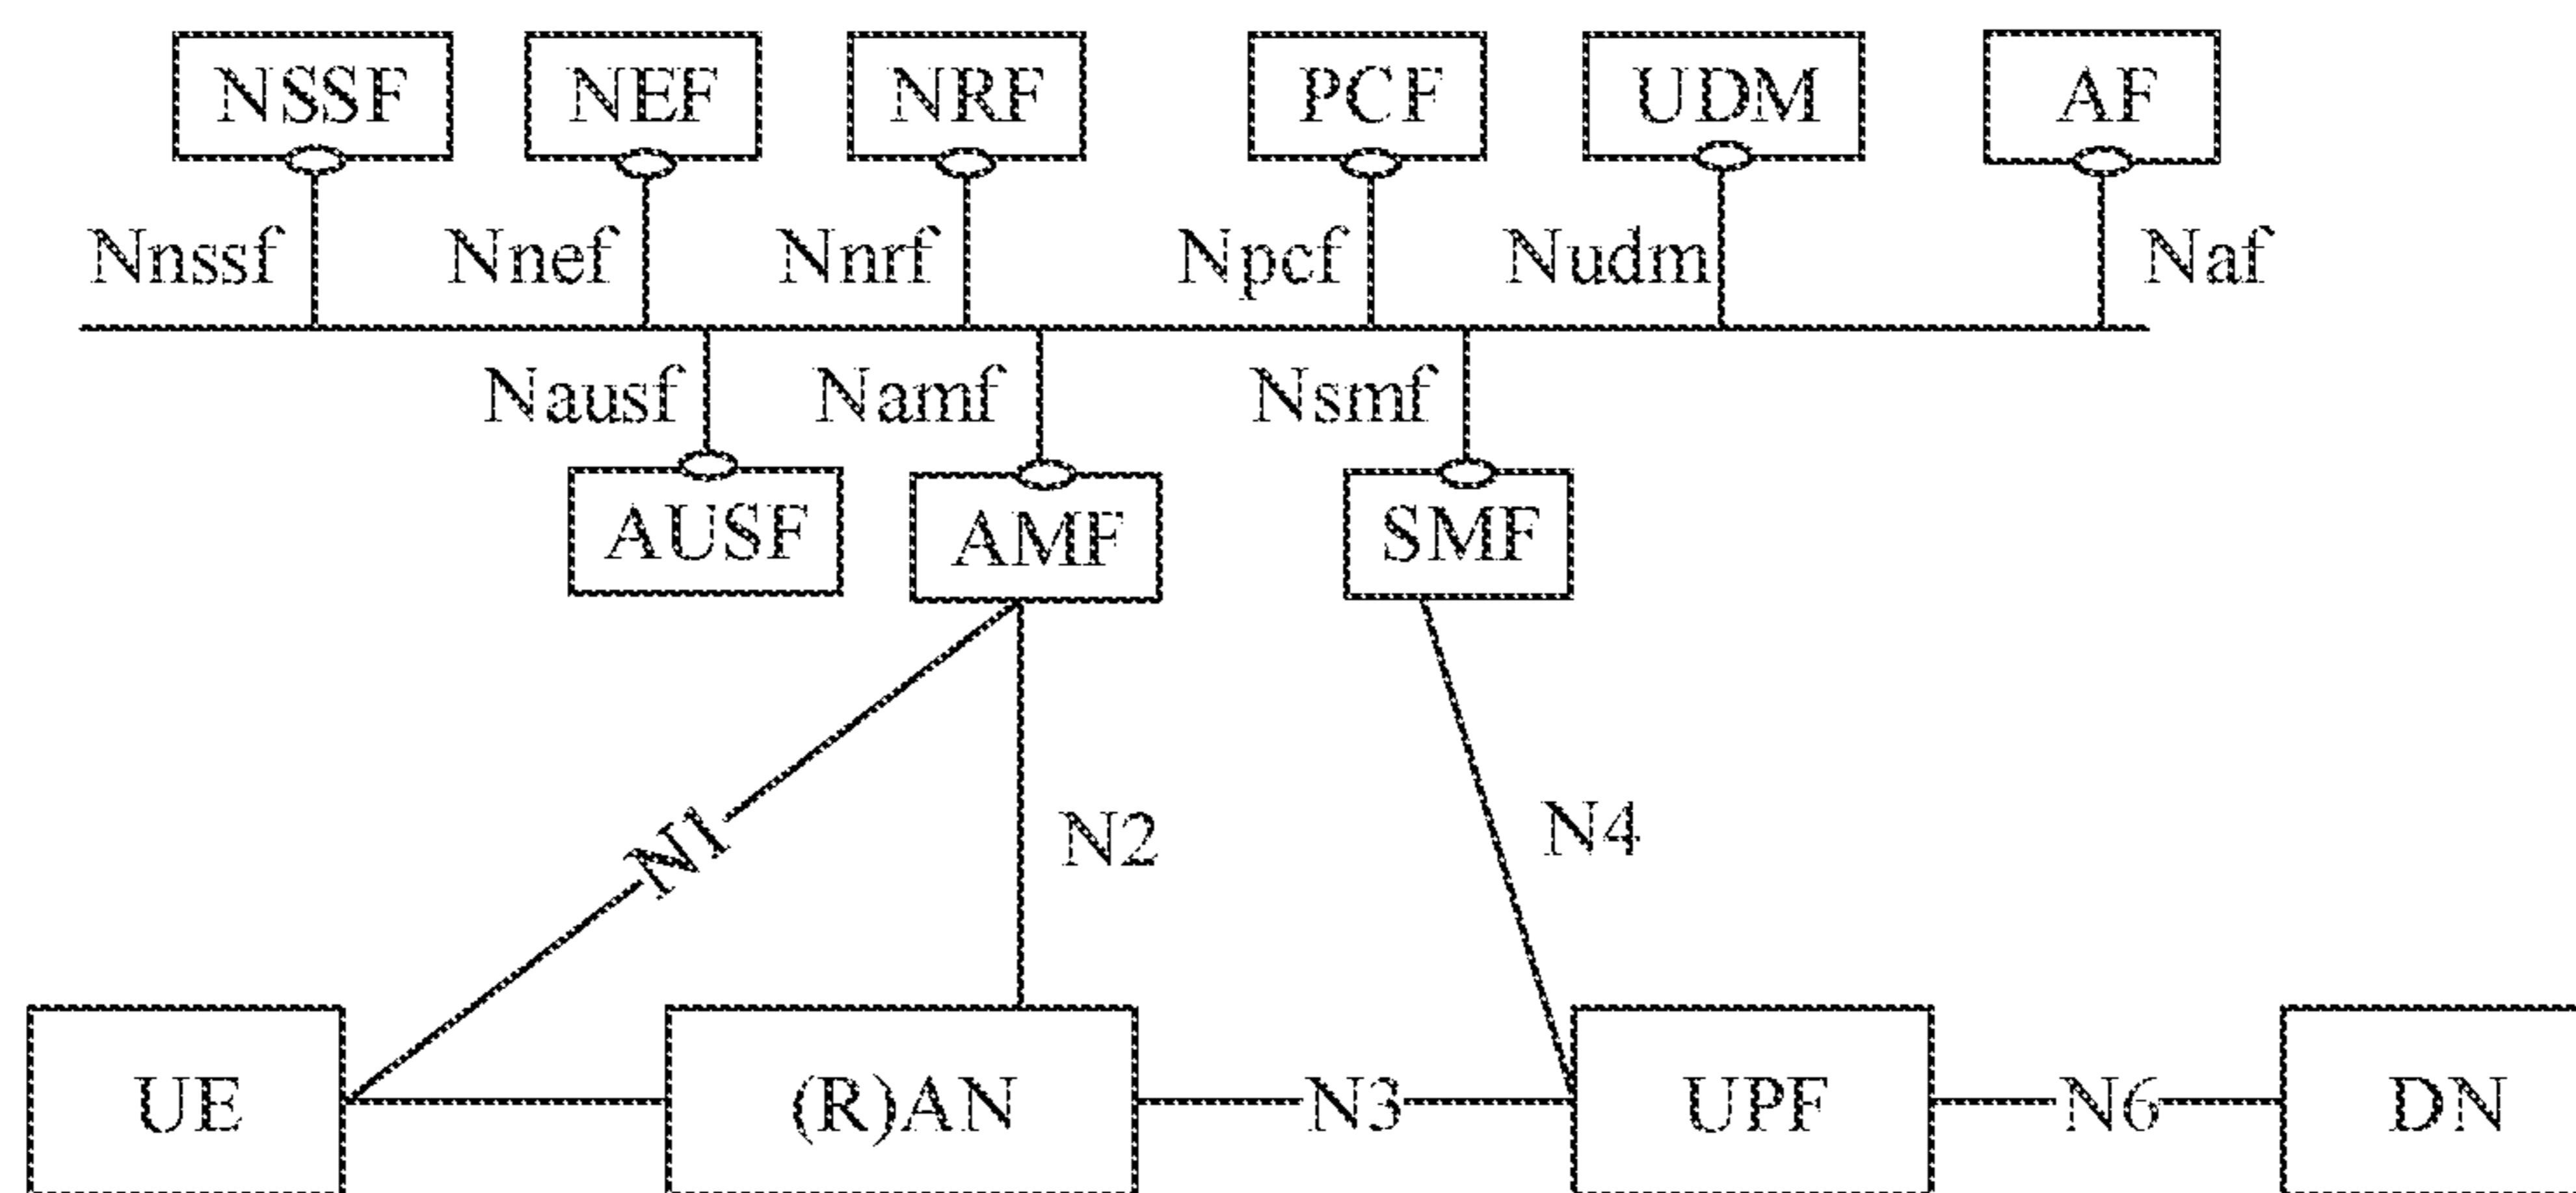 NSSF NEF NRF PCF UDM AF
Nnssf Nnef Nnrf Npcf Nudm Naf
Nausf Namf Nsmf
AUSF AMF SMF
N1 N2 N4
UE (R)AN N3 UPF N6 DN